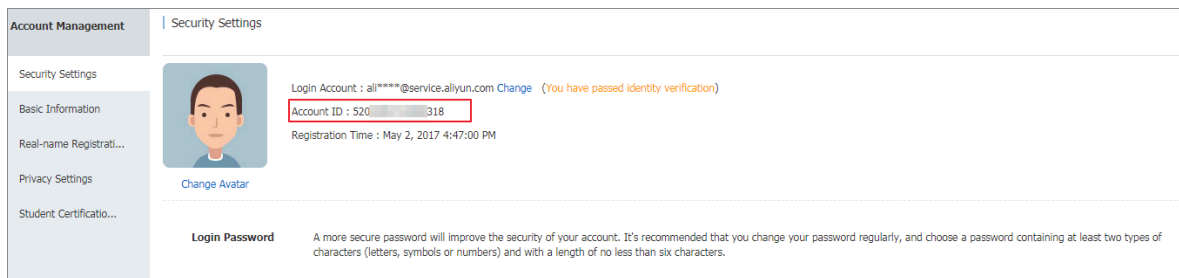 Account Management
Security Settings
Basic Information
Real-name Registrati...
Privacy Settings
Student Certificatio...
Security Settings
Login Account : ali****@service.aliyun.com Change (You have passed identity verification)
Account ID : 520 318
Registration Time : May 2, 2017 4:47:00 PM
Change Avatar
Login Password
A more secure password will improve the security of your account. It's recommended that you change your password regularly, and choose a password containing at least two types of
characters (letters, symbols or numbers) and with a length of no less than six characters.